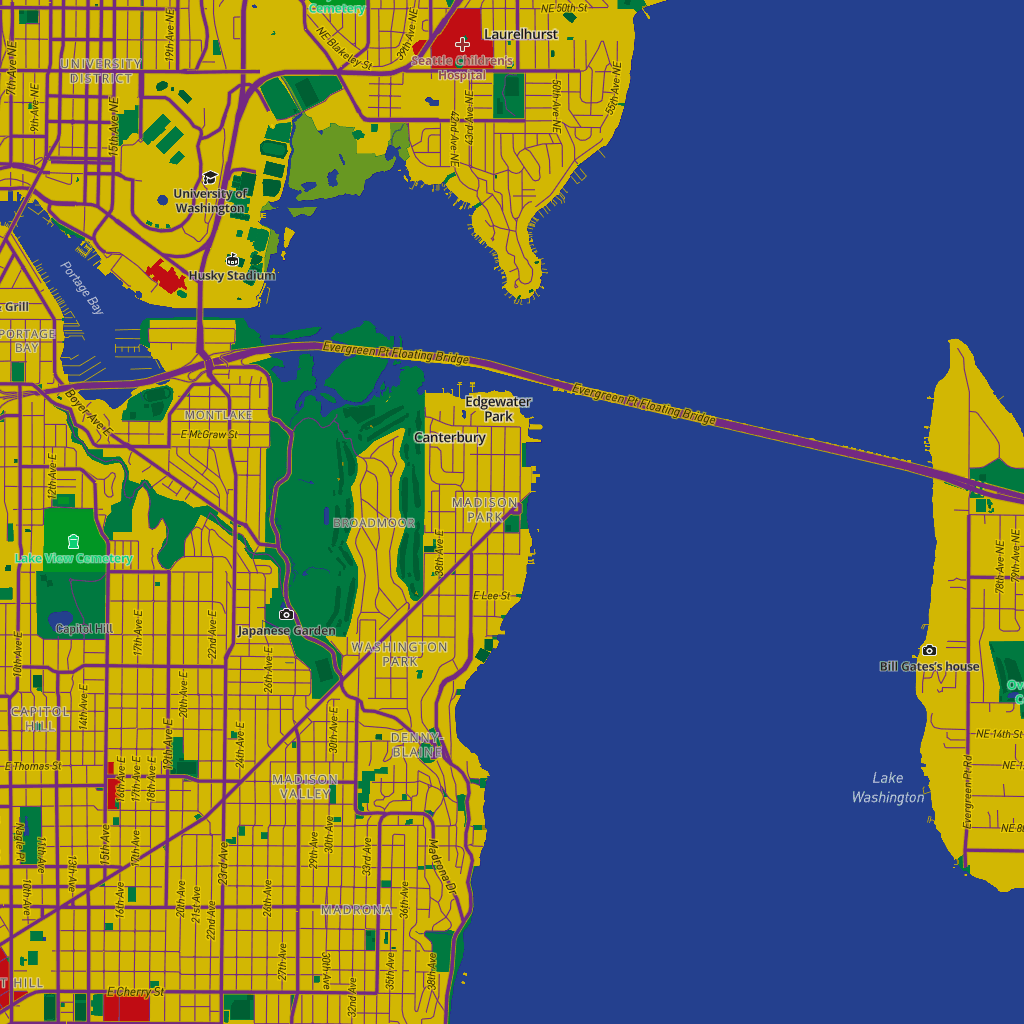 Cemetery
NE 50th St
Laurelhurst
NE Blakeley St
39th Ave NE
19th Ave NE
7th Ave NE
9th Ave NE
15th Ave NE
UNIVERSITY
DISTRICT
Seattle Children's
Hospital
42nd Ave NE
43rd Ave NE
50th Ave NE
55th Ave NE
University of
Washington
Husky Stadium
Portage Bay
Grill
PORTAGE
BAY
Evergreen Pt Floating Bridge
Evergreen Pt Floating Bridge
Boyer Ave E
MONTLAKE
E McGraw St
Edgewater
Park
Canterbury
12th Ave E
MADISON
PARK
BROADMOOR
38th Ave E
Lake View Cemetery
78th Ave NE
79th Ave NE
E Lee St
Capitol Hill
Japanese Garden
10th Ave E
17th Ave E
22nd Ave E
26th Ave E
WASHINGTON
PARK
Bill Gates's house
14th Ave E
20th Ave E
CAPITOL
HILL
19th Ave E
24th Ave E
30th Ave E
DENNY-
BLAINE
NE 14th St
E Thomas St
16th Ave E
17th Ave E
18th Ave E
MADISON
VALLEY
Lake
Washington
Evergreen Pt Rd
NE 8
Nagle Pl
11th Ave
13th Ave
15th Ave
17th Ave
23rd Ave
29th Ave
30th Ave
33rd Ave
Madrona Dr
10th Ave
16th Ave
20th Ave
21st Ave
22nd Ave
26th Ave
36th Ave
MADRONA
27th Ave
30th Ave
32nd Ave
35th Ave
38th Ave
T HILL
E Cherry St